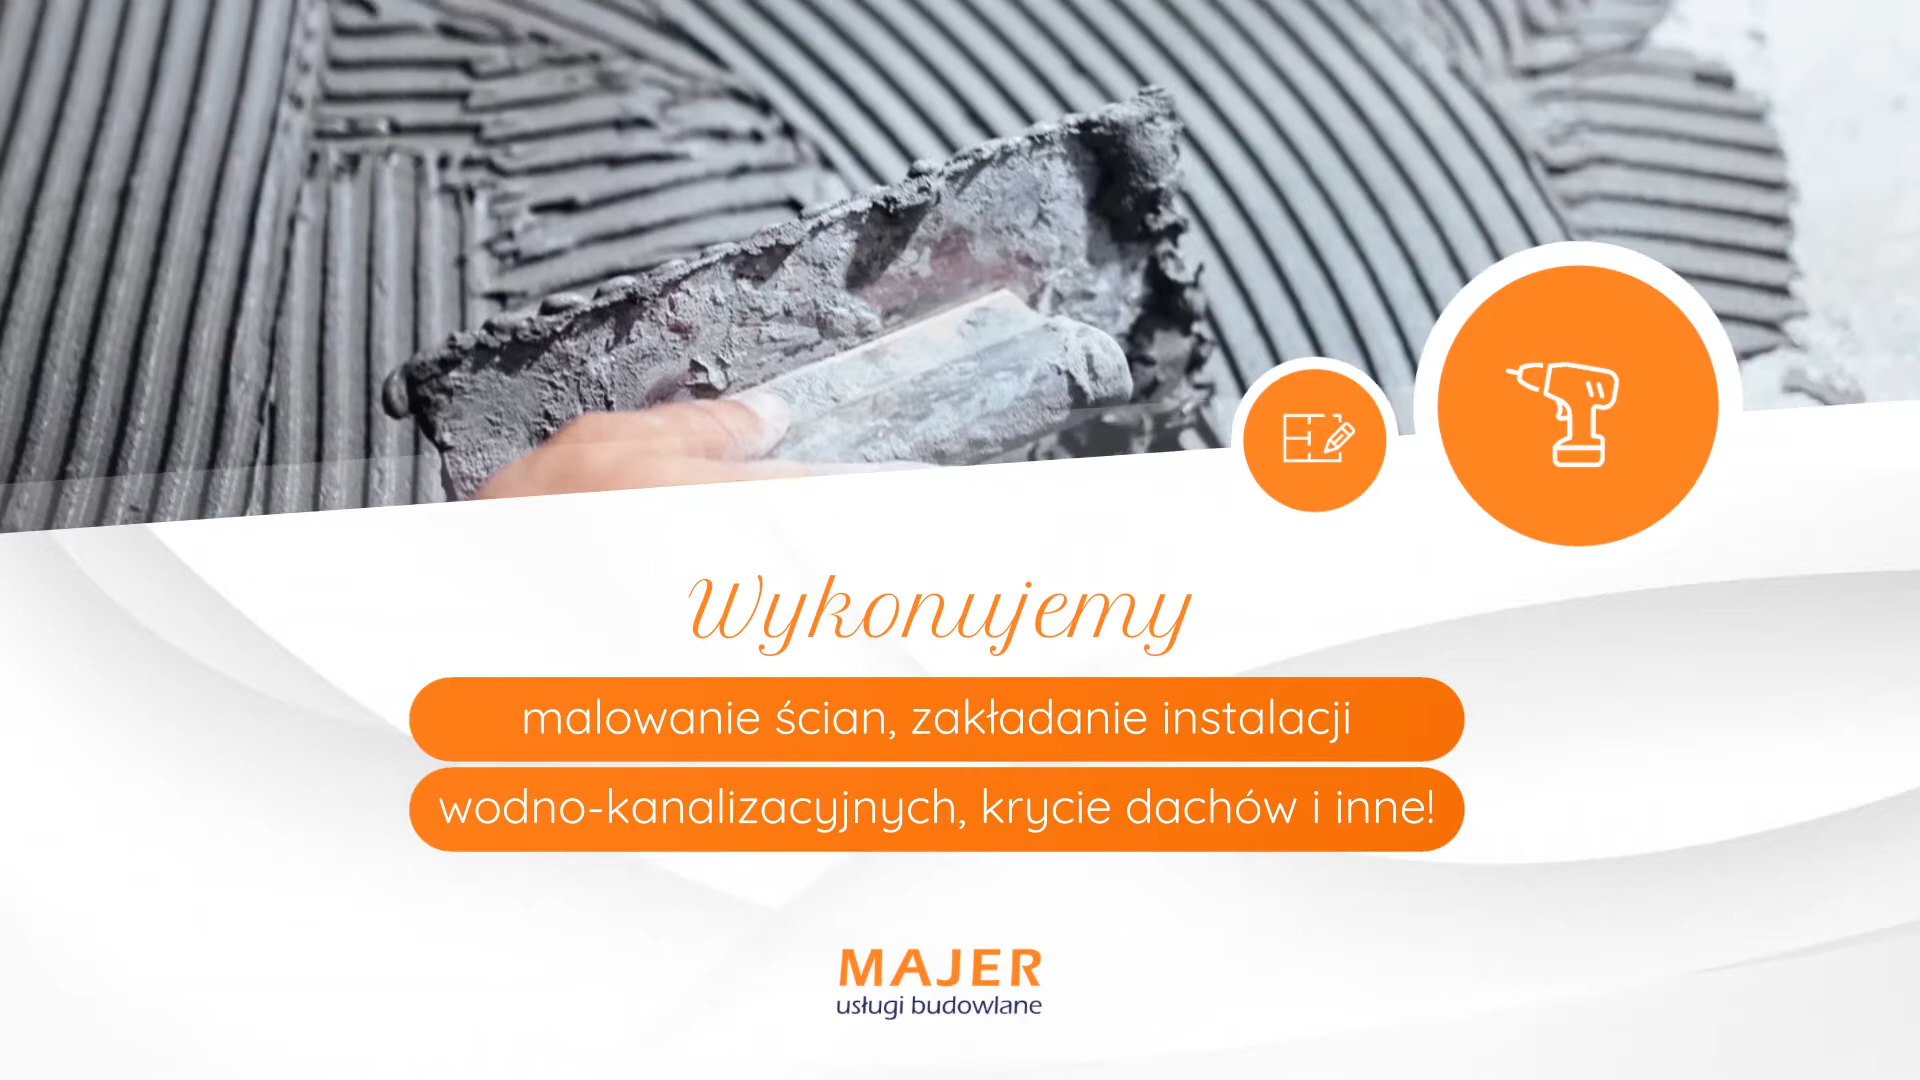 Wykonujemy
malowanie ścian, zakładanie instalacji
wodno-kanalizacyjnych, krycie dachów i inne!
MAJER
usługi budowlane